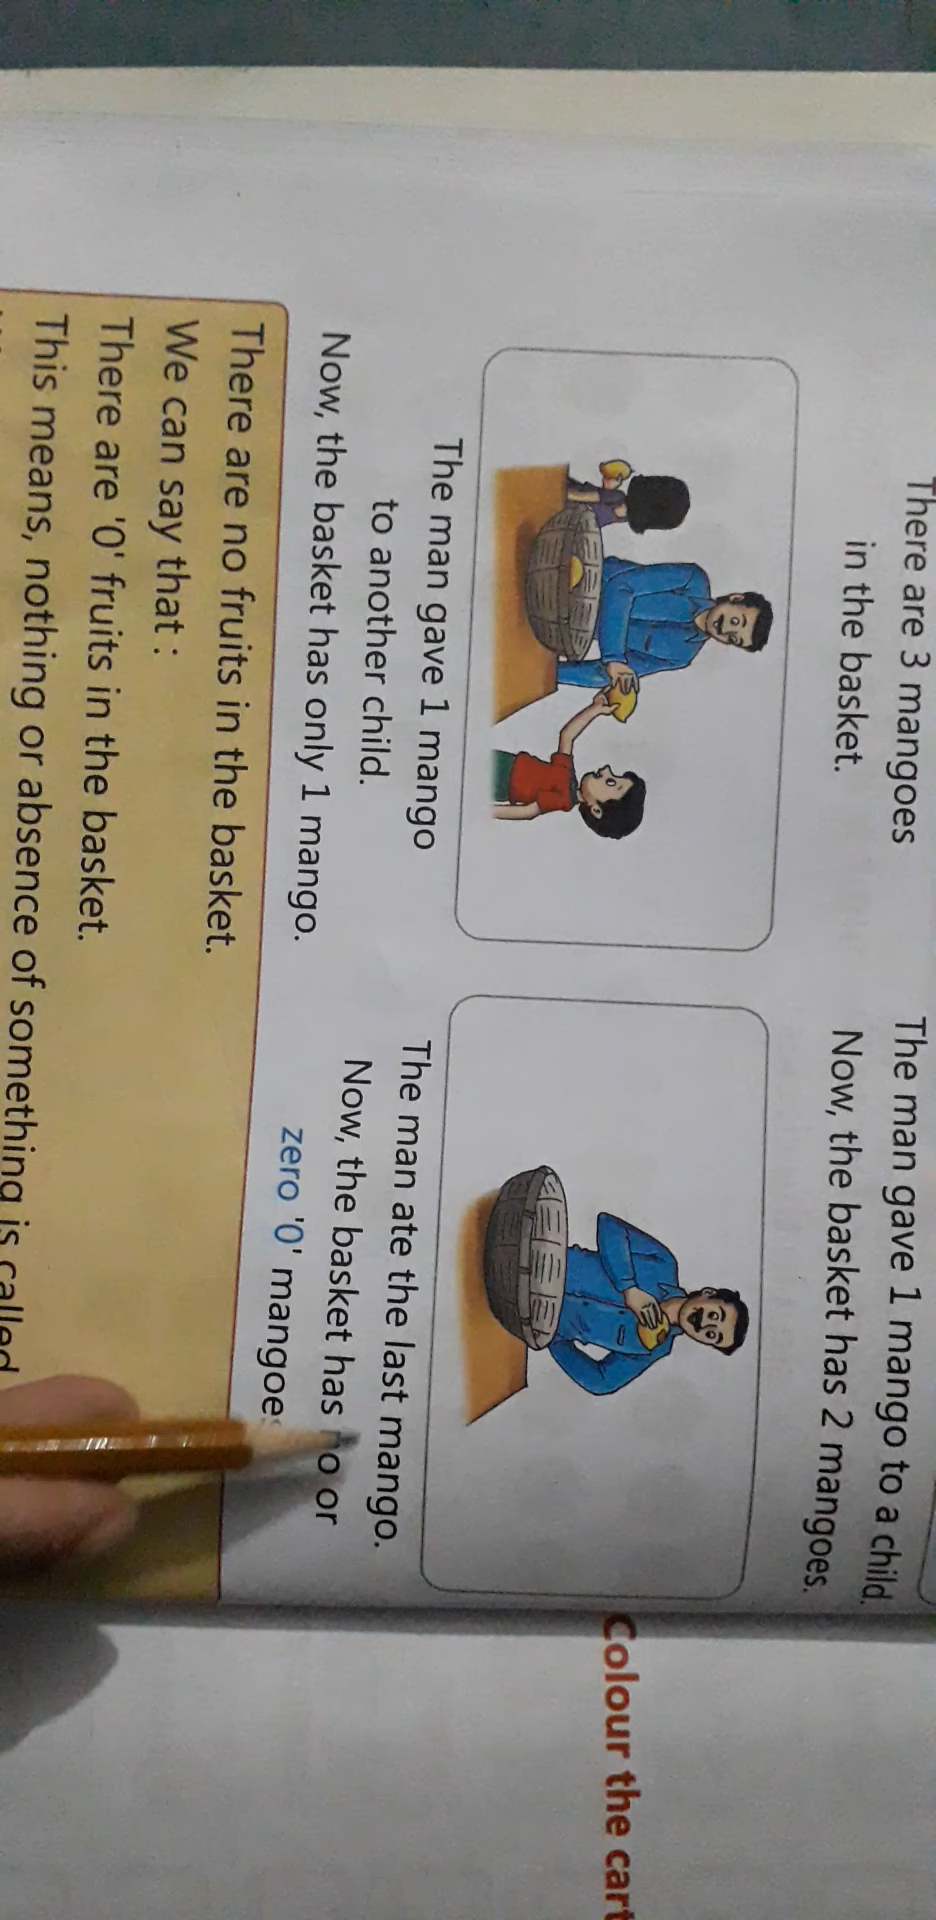 There are 3 mangoes
in the basket.
The man gave 1 mango to a child.
Now, the basket has 2 mangoes.
The man gave 1 mango
to another child.
Now, the basket has only 1 mango.
The man ate the last mango.
Now, the basket has no or
zero '0' mangoes
There are no fruits in the basket.
We can say that :
There are '0' fruits in the basket.
This means, nothing or absence of something is called
Colour the cart